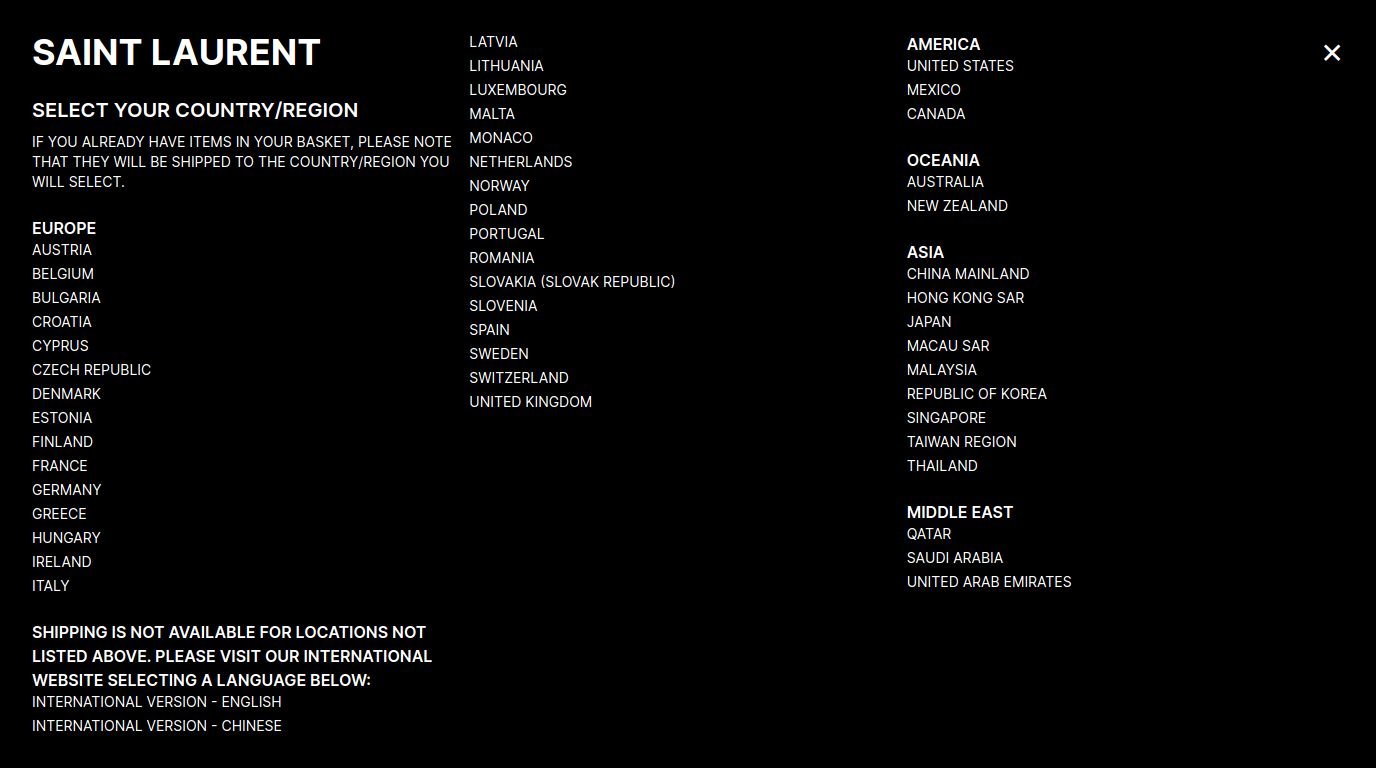 SAINT LAURENT
SELECT YOUR COUNTRY/REGION
IF YOU ALREADY HAVE ITEMS IN YOUR BASKET, PLEASE NOTE
THAT THEY WILL BE SHIPPED TO THE COUNTRY/REGION YOU
WILL SELECT.
EUROPE
AUSTRIA
BELGIUM
BULGARIA
CROATIA
CYPRUS
CZECH REPUBLIC
DENMARK
ESTONIA
FINLAND
FRANCE
GERMANY
GREECE
HUNGARY
IRELAND
ITALY
LATVIA
LITHUANIA
LUXEMBOURG
MALTA
MONACO
NETHERLANDS
NORWAY
POLAND
PORTUGAL
ROMANIA
SLOVAKIA (SLOVAK REPUBLIC)
SLOVENIA
SPAIN
SWEDEN
SWITZERLAND
UNITED KINGDOM
AMERICA
UNITED STATES
MEXICO
CANADA
OCEANIA
AUSTRALIA
NEW ZEALAND
ASIA
CHINA MAINLAND
HONG KONG SAR
JAPAN
MACAU SAR
MALAYSIA
REPUBLIC OF KOREA
SINGAPORE
TAIWAN REGION
THAILAND
MIDDLE EAST
QATAR
SAUDI ARABIA
UNITED ARAB EMIRATES
SHIPPING IS NOT AVAILABLE FOR LOCATIONS NOT
LISTED ABOVE. PLEASE VISIT OUR INTERNATIONAL
WEBSITE SELECTING A LANGUAGE BELOW:
INTERNATIONAL VERSION - ENGLISH
INTERNATIONAL VERSION - CHINESE